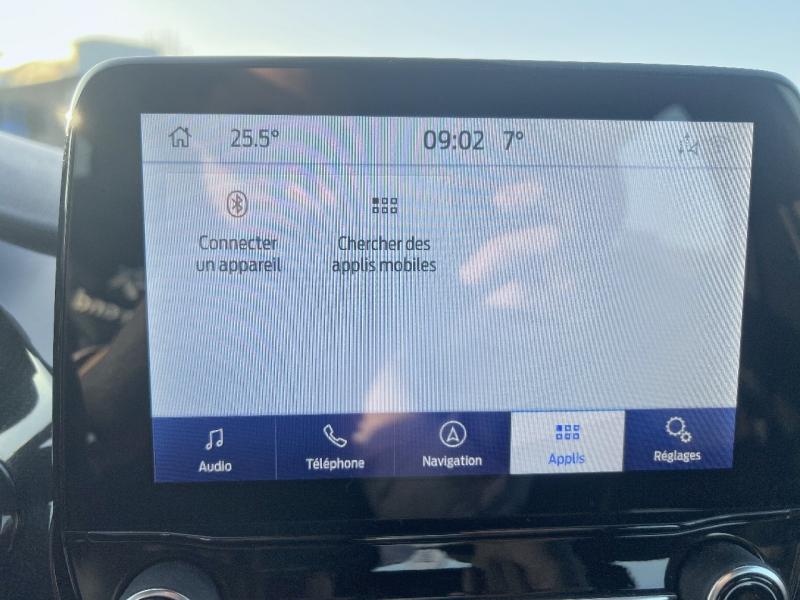 25.5° 09:02 7°
Connecter
un appareil
Chercher des
applis mobiles
Audio
Téléphone
Navigation
Applis
Réglages